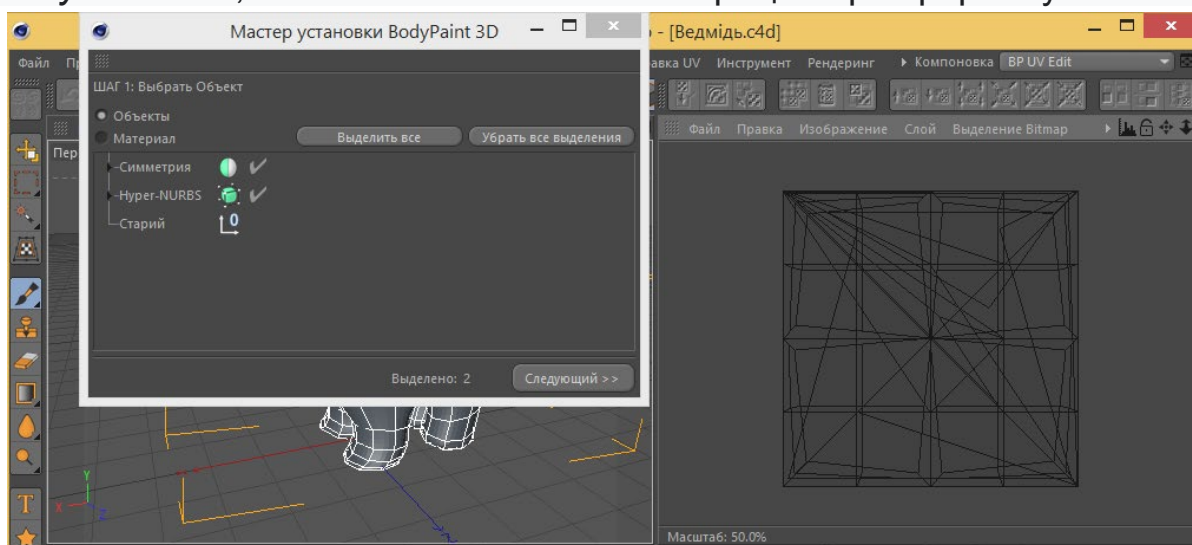 Мастер установки BodyPaint 3D
- [Ведмідь.c4d]
Файл
авка UV Инструмент Рендеринг Компоновка BP UV Edit
ШАГ 1: Выбрать Объект
Объекты
Материал
Выделить все
Убрать все выделения
Файл Правка Изображение Слой Выделение Bitmap
Пер
-Симметрия
-Hyper-NURBS
Старий
0
Выделено: 2
Следующий >>
Y
X
Z
T
Масштаб: 50.0%